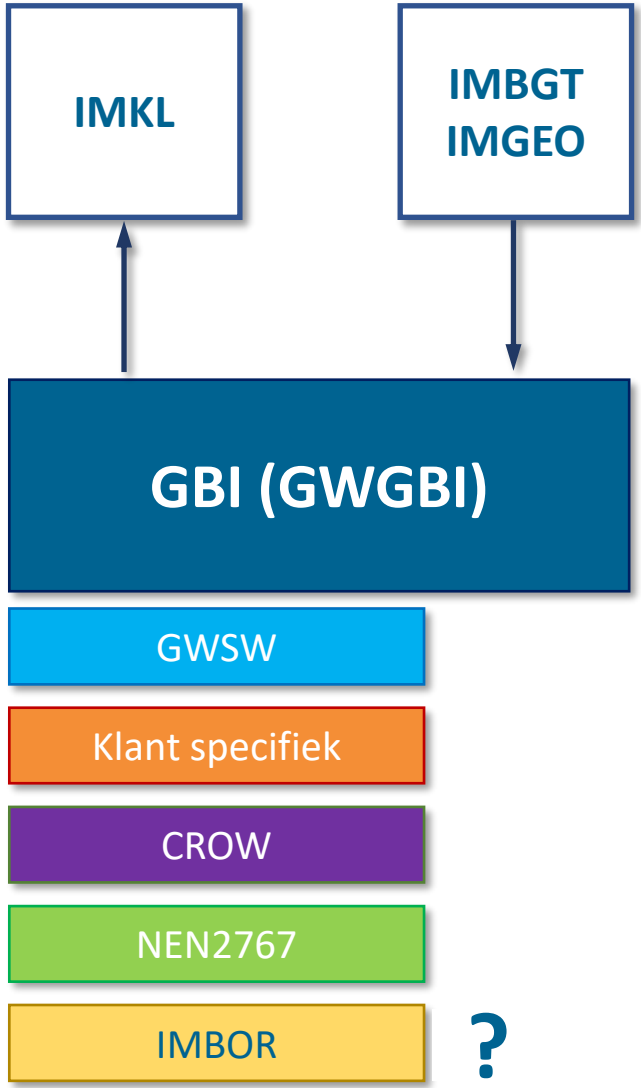 IMKL
IMBGT
IMGEO
GBI (GWGBI)
GWSW
Klant specifiek
CROW
NEN2767
IMBOR
?